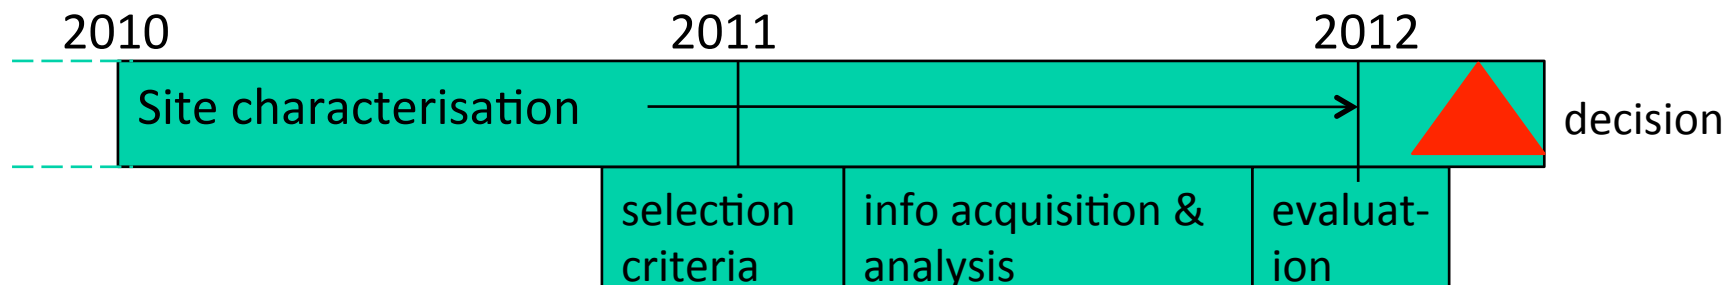 2010 2011 2012
Site characterisation
decision
selection
criteria
info acquisition &
analysis
evaluat-
ion